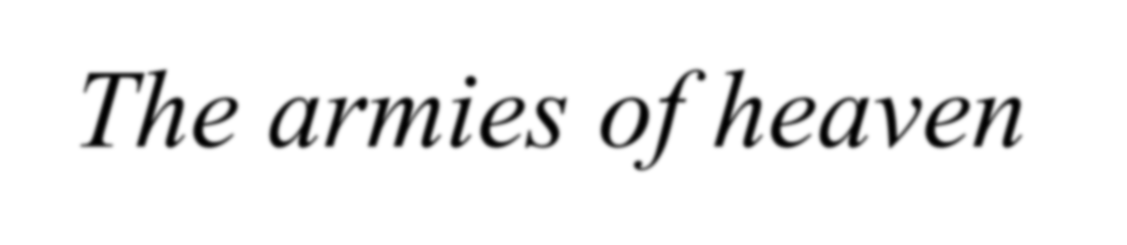 The armies of heaven